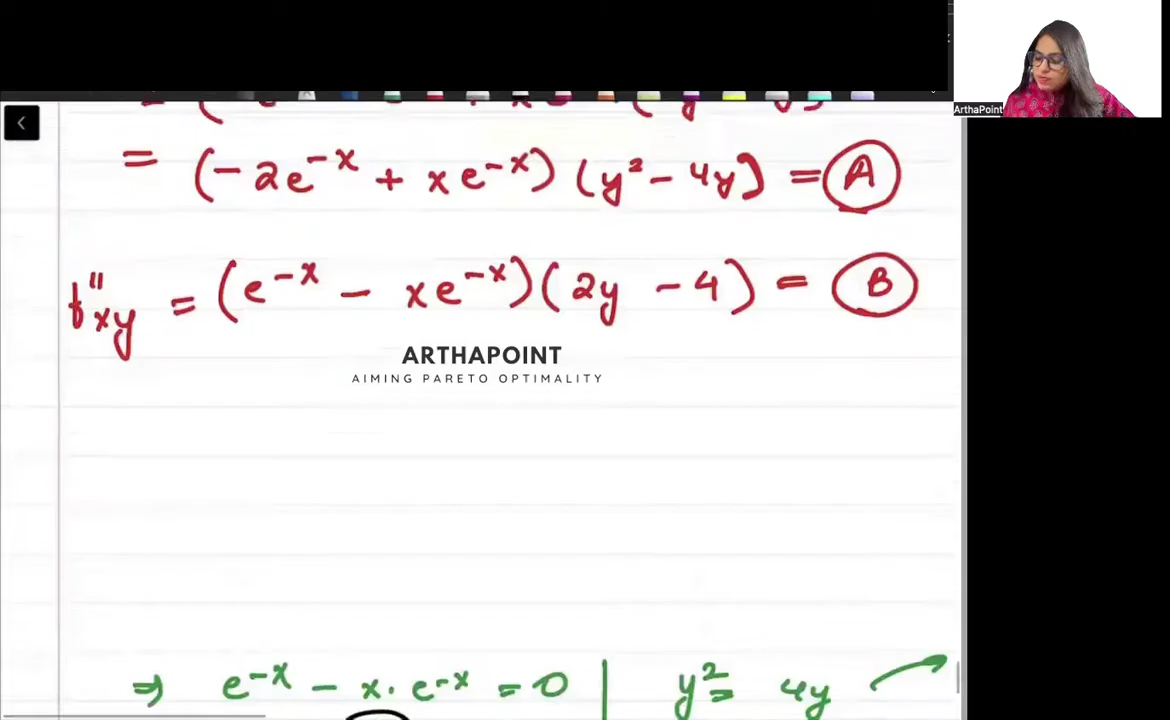 ArthaPoint
= (-2e^{-x} + xe^{-x}) (y² - 4y) = A
f''xy = (e^{-x} - xe^{-x})(2y - 4) = B
ARTHAPOINT
AIMING PARETO OPTIMALITY
⇒ e^{-x} - x·e^{-x} = 0 | y² = 4y